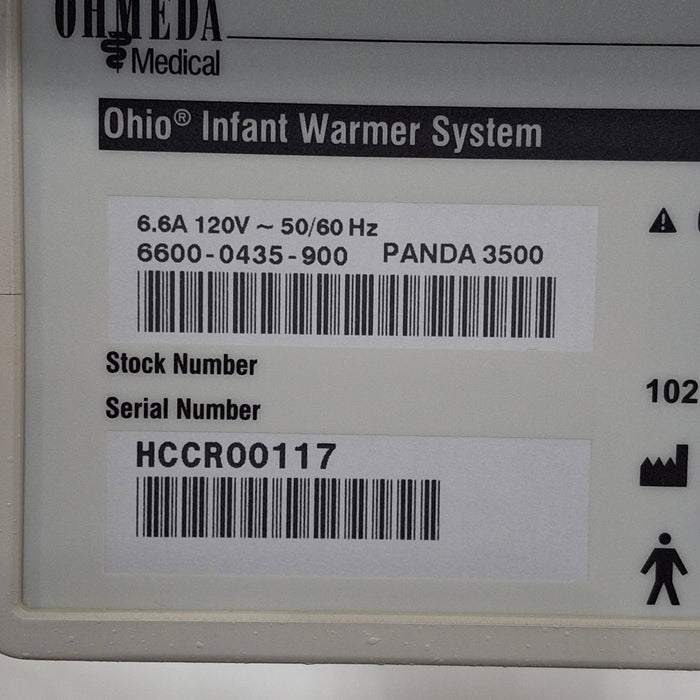 OHMEDA
Medical
Ohio® Infant Warmer System
6.6A 120V ~ 50/60 Hz
6600-0435-900 PANDA 3500
Stock Number
Serial Number
HCCR00117
102